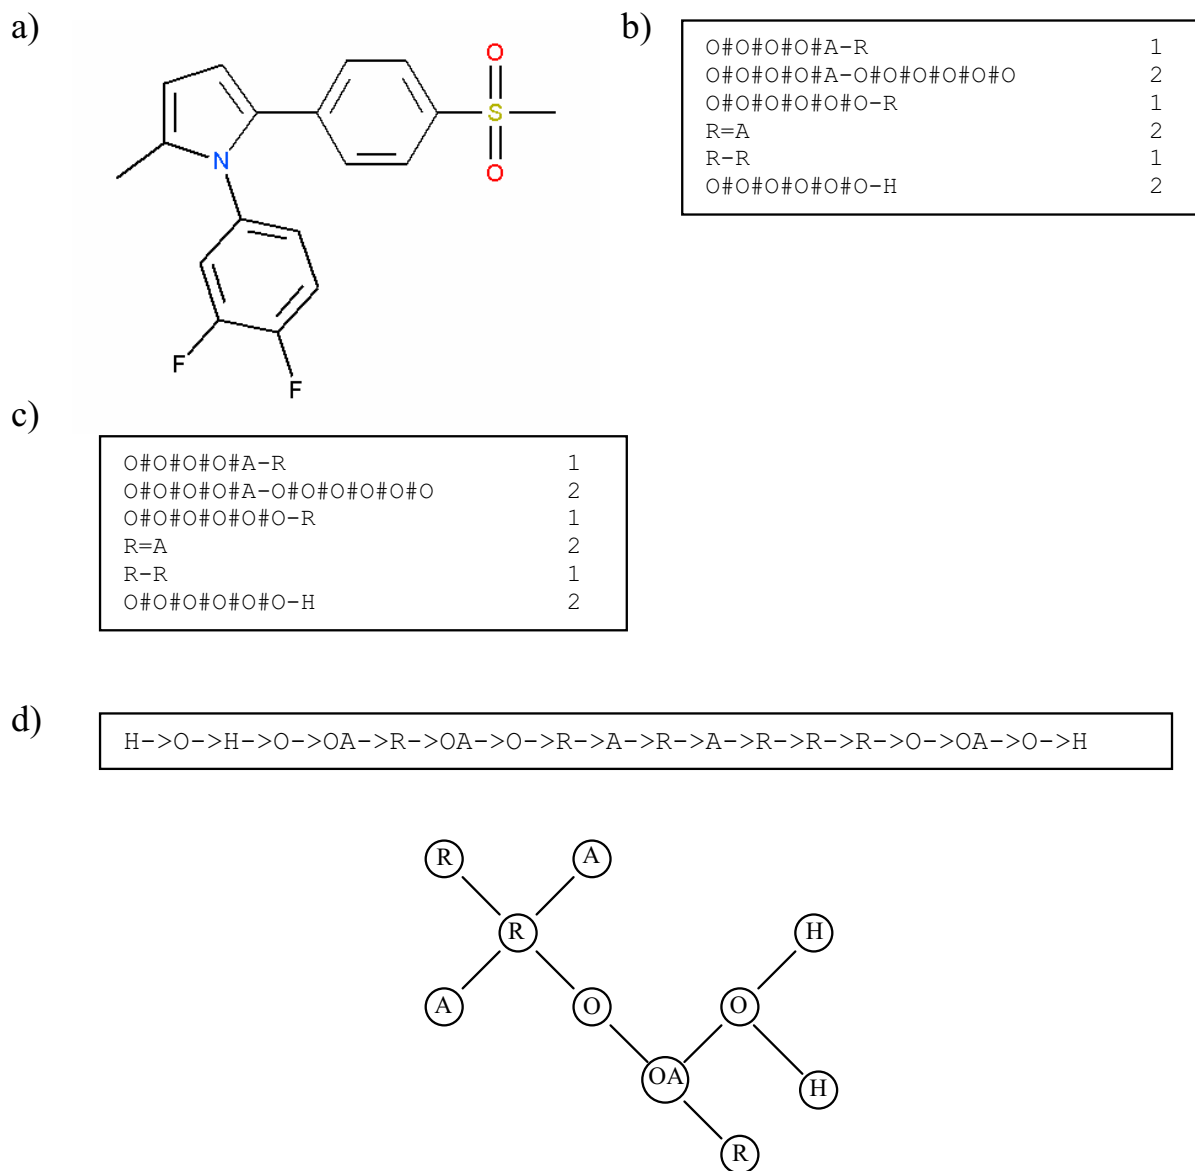 a)
O
S
O
N
F
F
b)
O#O#O#O#A-R 1
O#O#O#O#A-O#O#O#O#O#O 2
O#O#O#O#O#O-R 1
R=A 2
R-R 1
O#O#O#O#O#O-H 2
c)
O#O#O#O#A-R 1
O#O#O#O#A-O#O#O#O#O#O 2
O#O#O#O#O#O-R 1
R=A 2
R-R 1
O#O#O#O#O#O-H 2
d)
H->O->H->O->OA->R->OA->O->R->A->R->A->R->R->R->O->OA->O->H
R A
R H
A O O
OA H
R